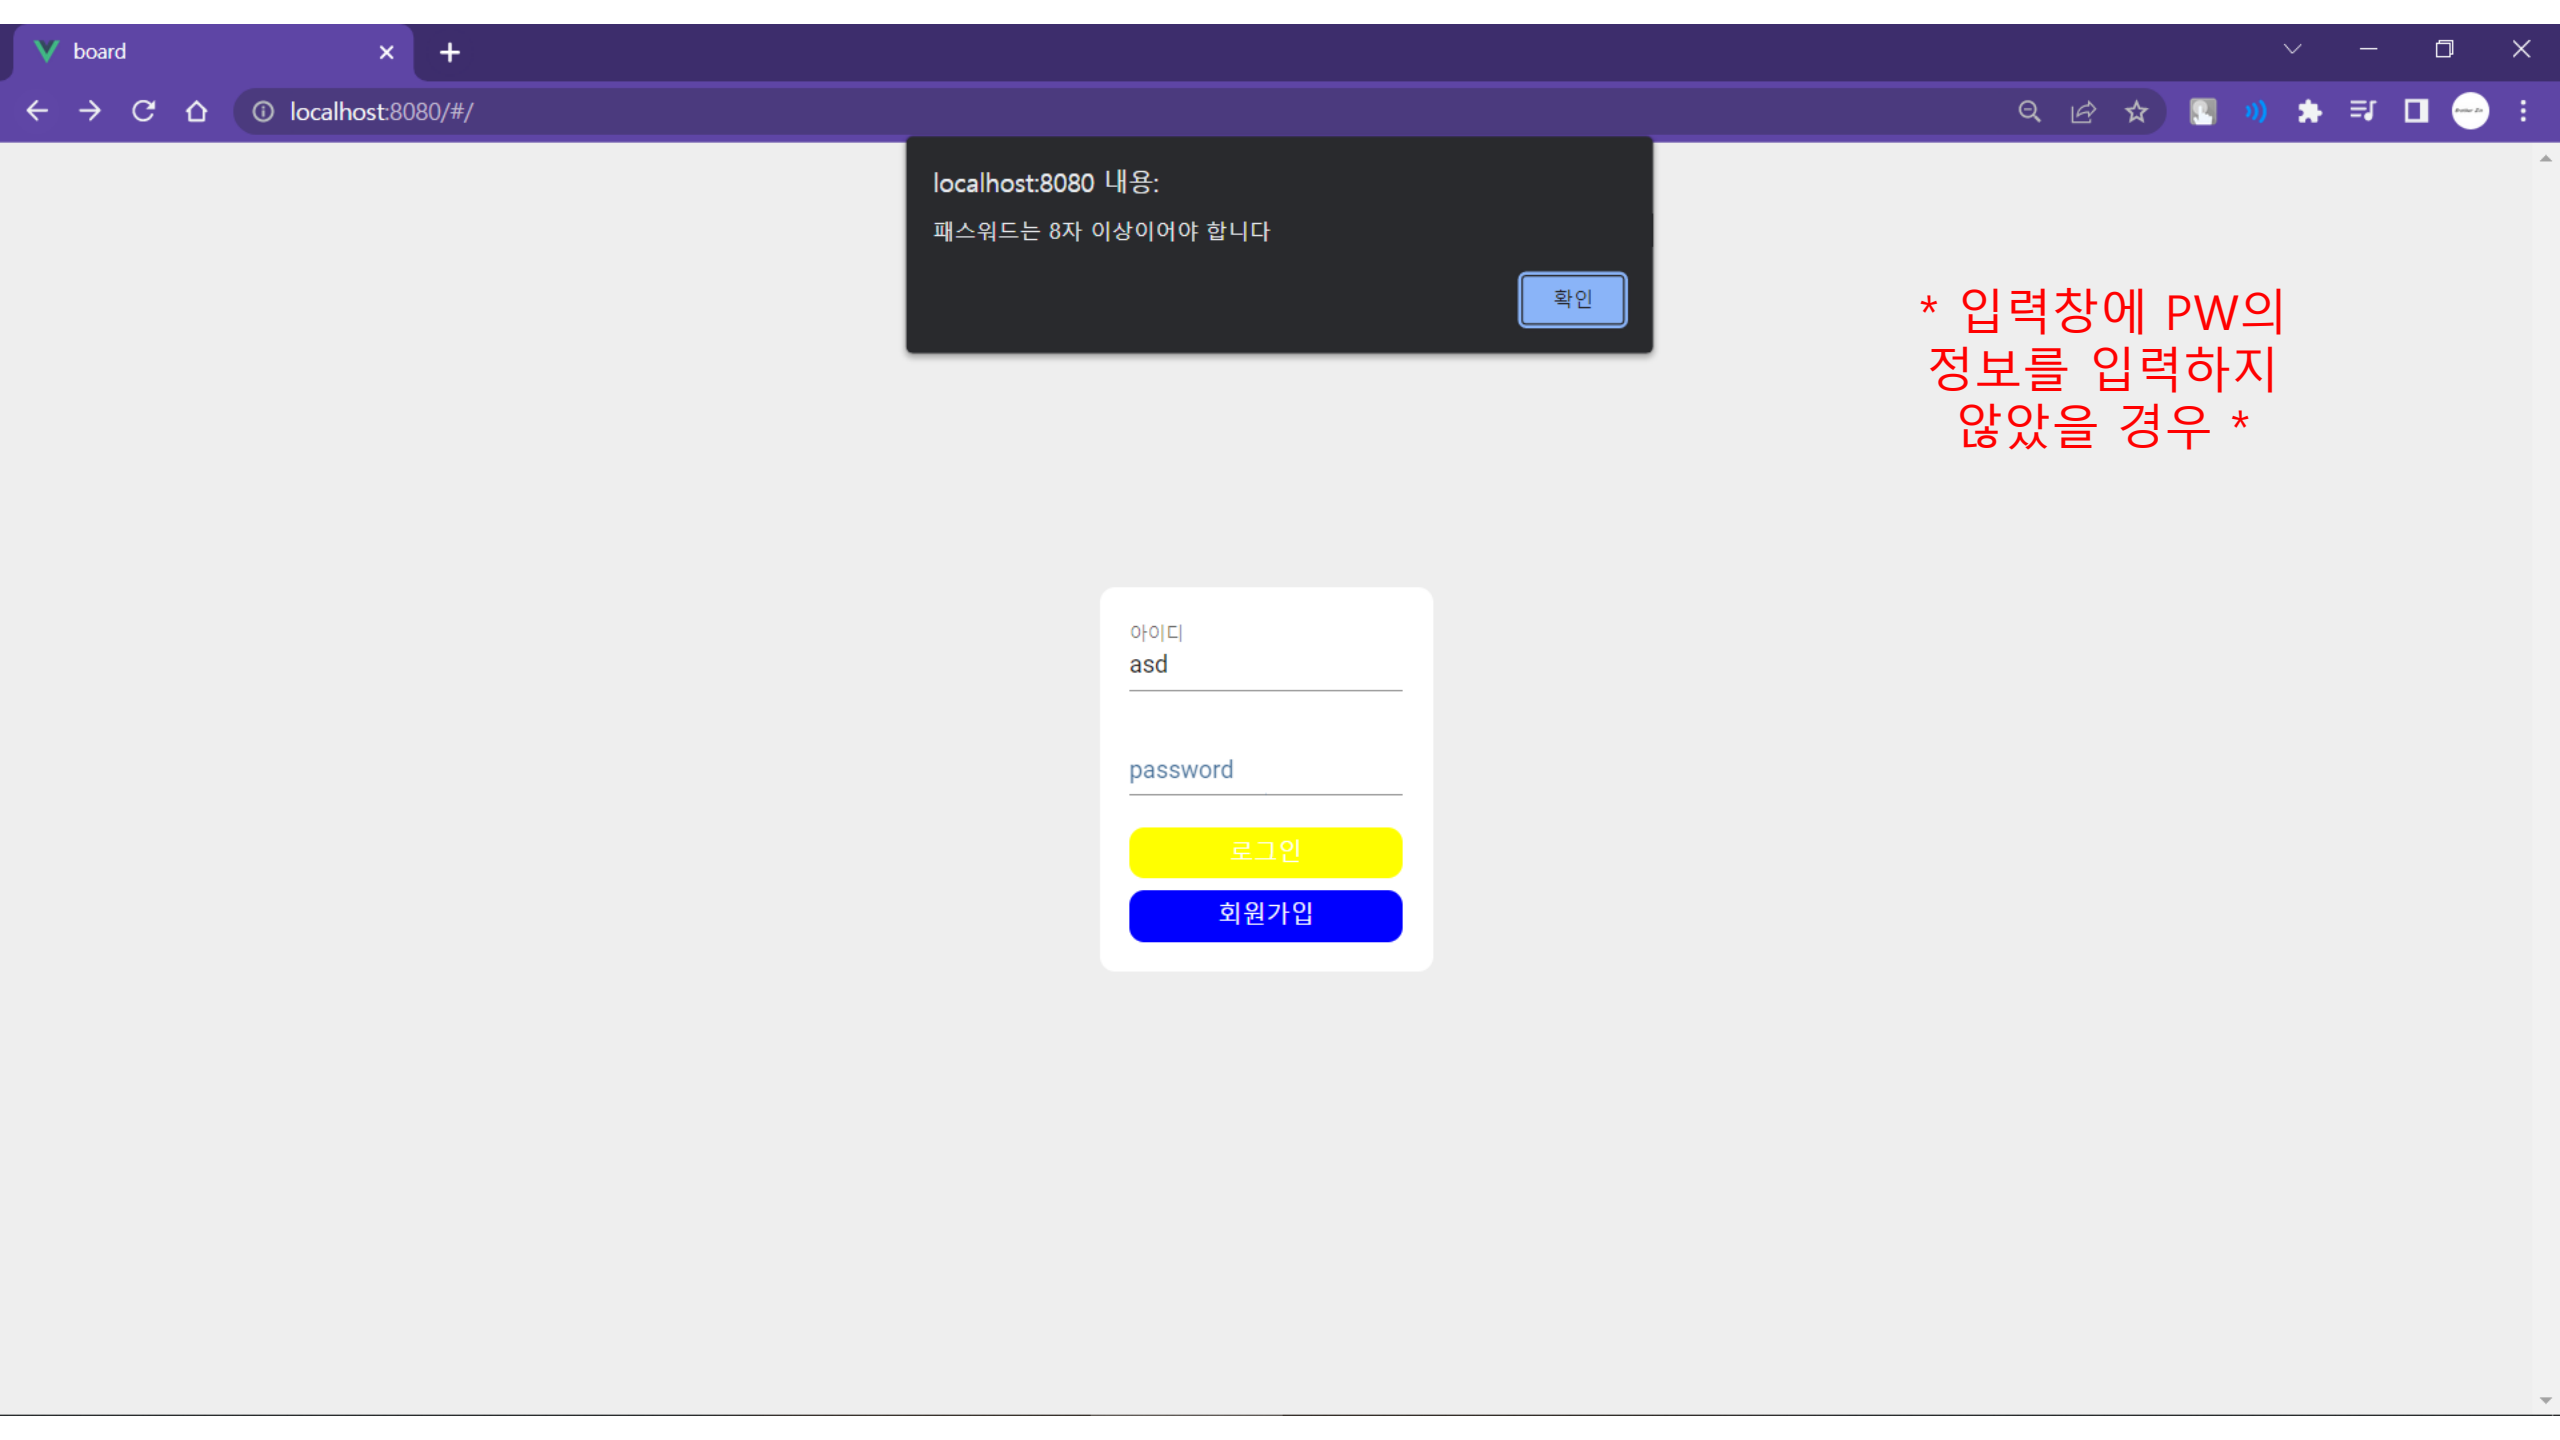 board
localhost:8080/#/
localhost:8080 내용:
패스워드는 8자 이상이어야 합니다
확인
* 입력창에 PW의
정보를 입력하지
않았을 경우 *
아이디
asd
password
로그인
회원가입